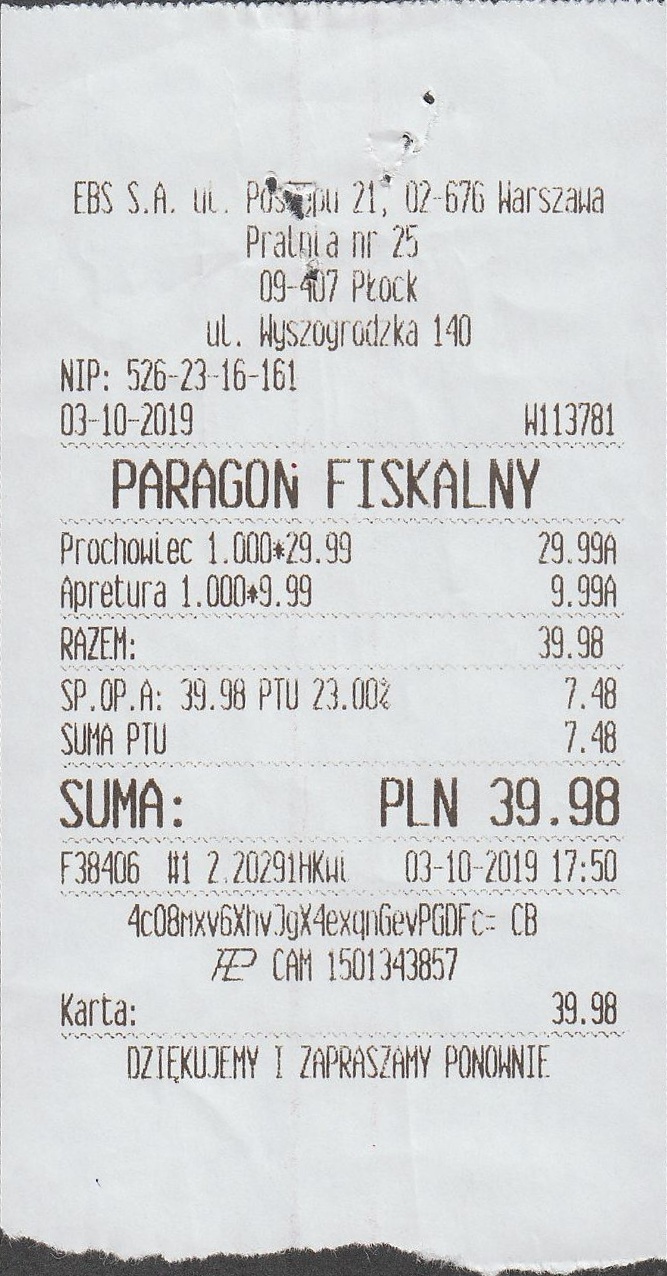 EBS S.A. ul. Postępu 21, 02-676 Warszawa
Pralnia nr 25
09-407 Płock
ul. Wyszogrodzka 140
NIP: 526-23-16-161
03-10-2019 W113781
PARAGON FISKALNY
Prochowiec 1.000*29.99 29.99A
Apretura 1.000*9.99 9.99A
RAZEM: 39.98
SP.OP.A: 39.98 PTU 23.00% 7.48
SUMA PTU 7.48
SUMA: PLN 39.98
F38406 #1 2.20291HKwi 03-10-2019 17:50
4c08mxv6XhvJgX4exqnGevPGDFc= CB
CAM 1501343857
Karta: 39.98
DZIĘKUJEMY I ZAPRASZAMY PONOWNIE